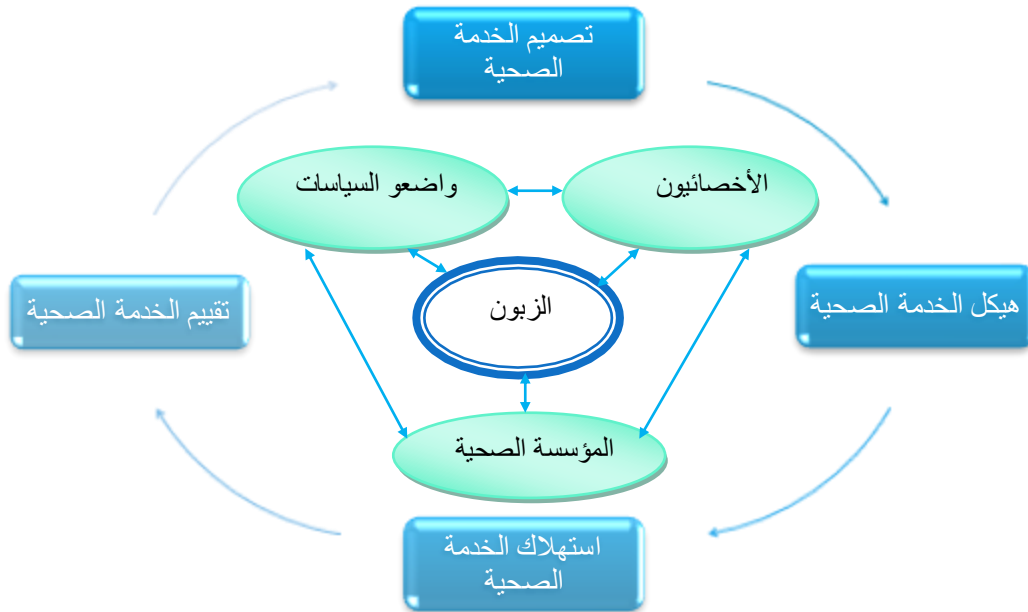 تصميم الخدمة
الصحية
الأخصائيون
واضعو السياسات
هيكل الخدمة الصحية
الزبون
تقييم الخدمة الصحية
المؤسسة الصحية
استهلاك الخدمة
الصحية